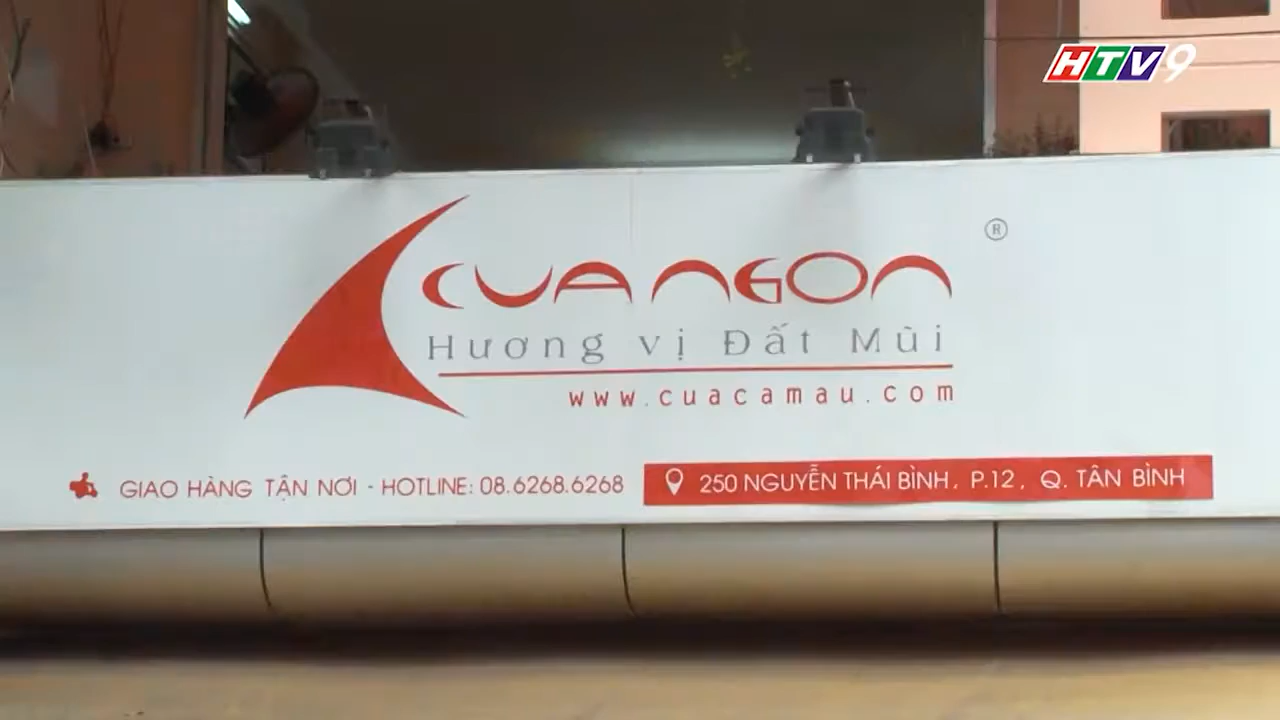 HTV9
®
CUA NGON
Hương vị Đất Mũi
www.cuacamau.com
GIAO HÀNG TẬN NƠI - HOTLINE: 08.6268.6268
250 NGUYỄN THÁI BÌNH, P.12, Q. TÂN BÌNH